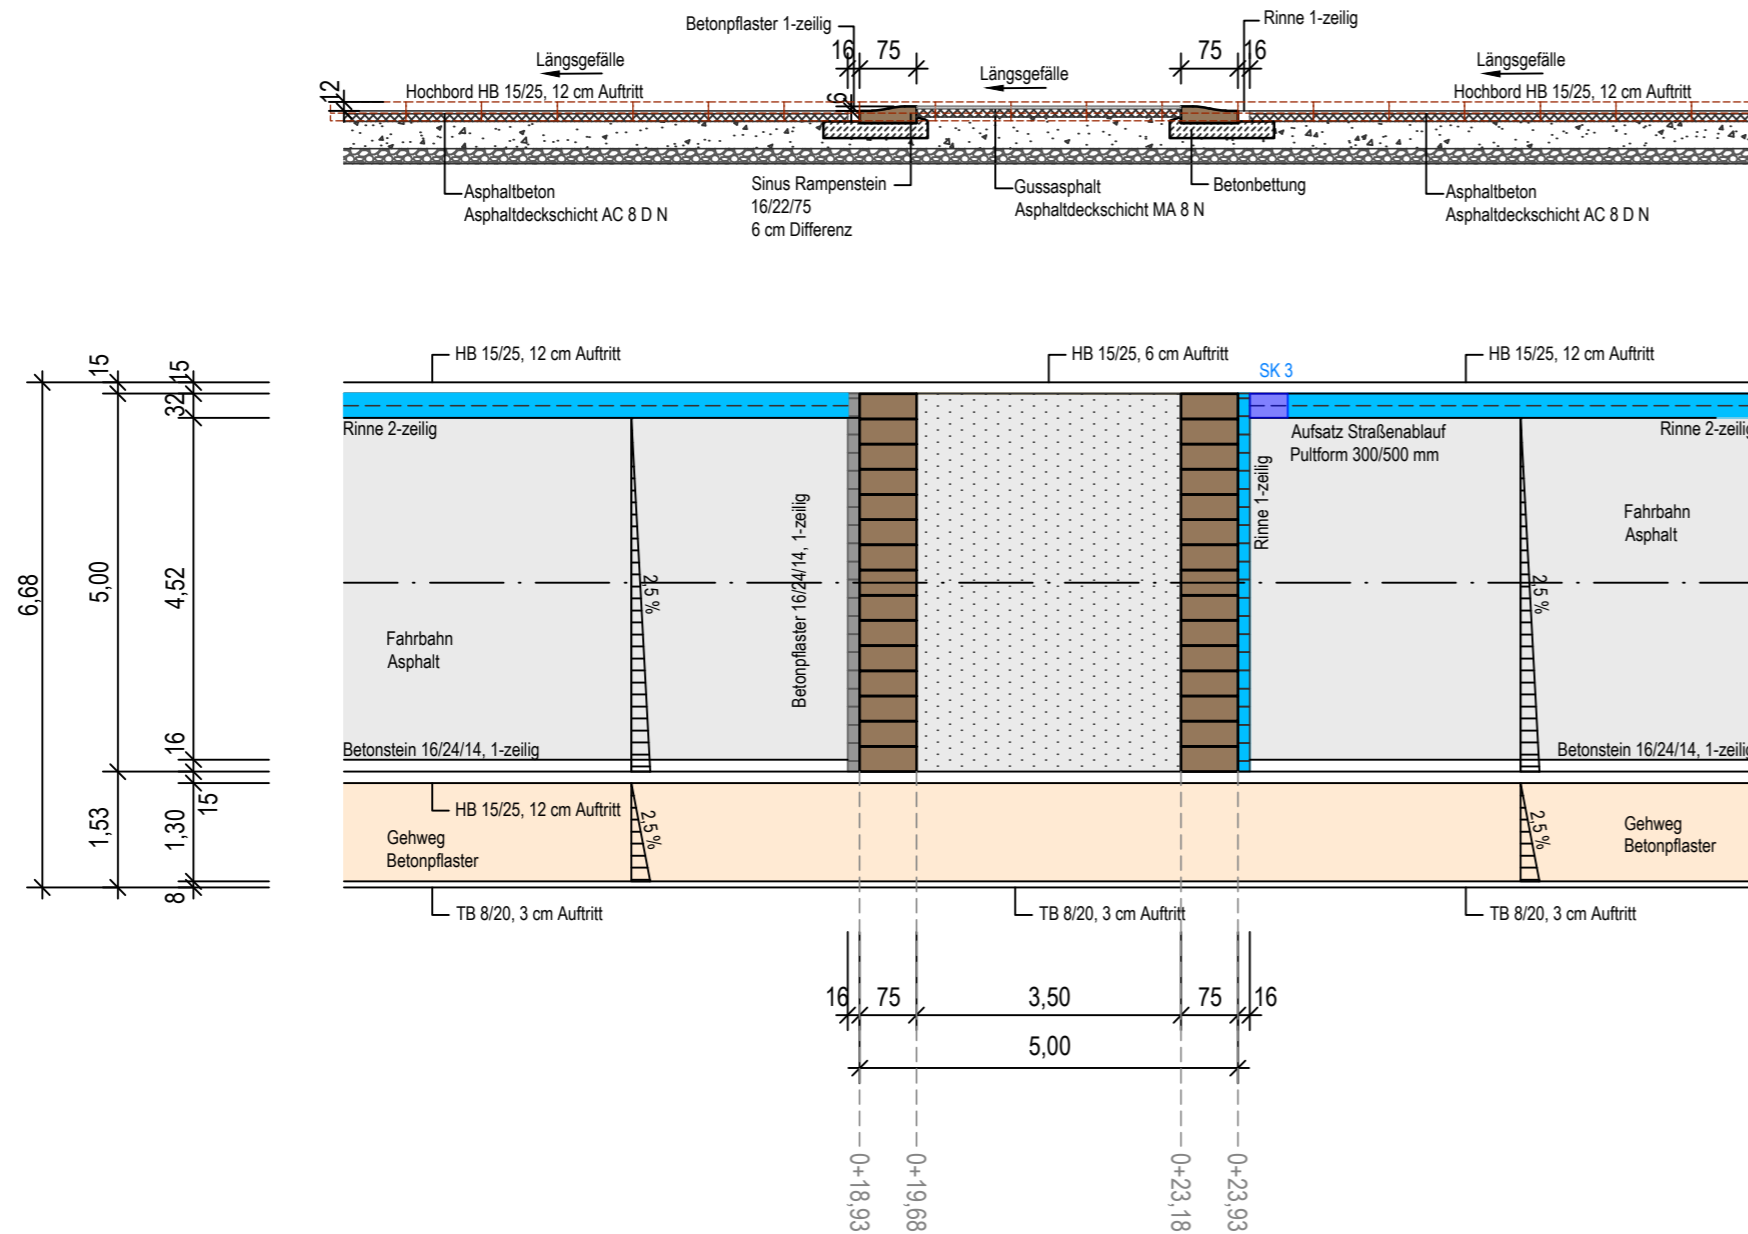 Betonpflaster 1-zeilig
Rinne 1-zeilig
16
75
75
16
Längsgefälle
Längsgefälle
Längsgefälle
12
Hochbord HB 15/25, 12 cm Auftritt
6
Hochbord HB 15/25, 12 cm Auftritt
Asphaltbeton
Asphaltdeckschicht AC 8 D N
Sinus Rampenstein
16/22/75
6 cm Differenz
Gussasphalt
Asphaltdeckschicht MA 8 N
Betonbettung
Asphaltbeton
Asphaltdeckschicht AC 8 D N
HB 15/25, 12 cm Auftritt
HB 15/25, 6 cm Auftritt
HB 15/25, 12 cm Auftritt
SK 3
15
15
32
Rinne 2-zeilig
Aufsatz Straßenablauf
Pultform 300/500 mm
Rinne 2-zeilig
Rinne 1-zeilig
Betonpflaster 16/24/14, 1-zeilig
Fahrbahn
Asphalt
6,68
5,00
4,52
2,5 %
2,5 %
Fahrbahn
Asphalt
16
Betonstein 16/24/14, 1-zeilig
Betonstein 16/24/14, 1-zeilig
15
HB 15/25, 12 cm Auftritt
1,53
1,30
2,5 %
2,5 %
Gehweg
Betonpflaster
Gehweg
Betonpflaster
8
TB 8/20, 3 cm Auftritt
TB 8/20, 3 cm Auftritt
TB 8/20, 3 cm Auftritt
16
75
3,50
75
16
5,00
0+18,93
0+19,68
0+23,18
0+23,93